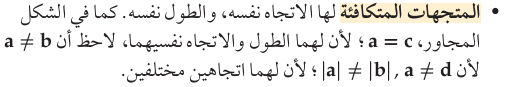 • المتجهات المتكافئة لها الاتجاه نفسه، والطول نفسه. كما في الشكل
المجاور، a = c ؛ لأن لهما الطول والاتجاه نفسيهما، لاحظ أن a ≠ b
لأن |a| ≠ |b| , a ≠ d ؛ لأن لهما اتجاهين مختلفين.